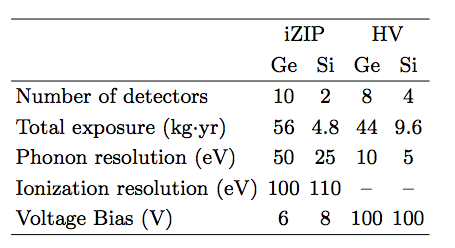 iZIP HV
Ge Si Ge Si
Number of detectors 10 2 8 4
Total exposure (kg·yr) 56 4.8 44 9.6
Phonon resolution (eV) 50 25 10 5
Ionization resolution (eV) 100 110 – –
Voltage Bias (V) 6 8 100 100